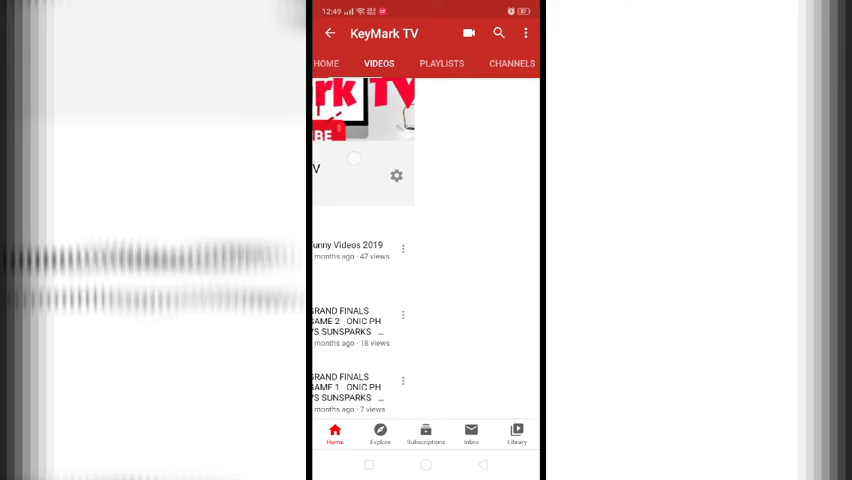 12:49
KeyMark TV
HOME VIDEOS PLAYLISTS CHANNELS
rk TV
BE
V
unny Videos 2019
months ago · 47 views
GRAND FINALS
GAME 2 ONIC PH
VS SUNSPARKS ...
months ago · 18 views
GRAND FINALS
GAME 1 ONIC PH
VS SUNSPARKS ...
months ago · 7 views
Home Explore Subscriptions Inbox Library